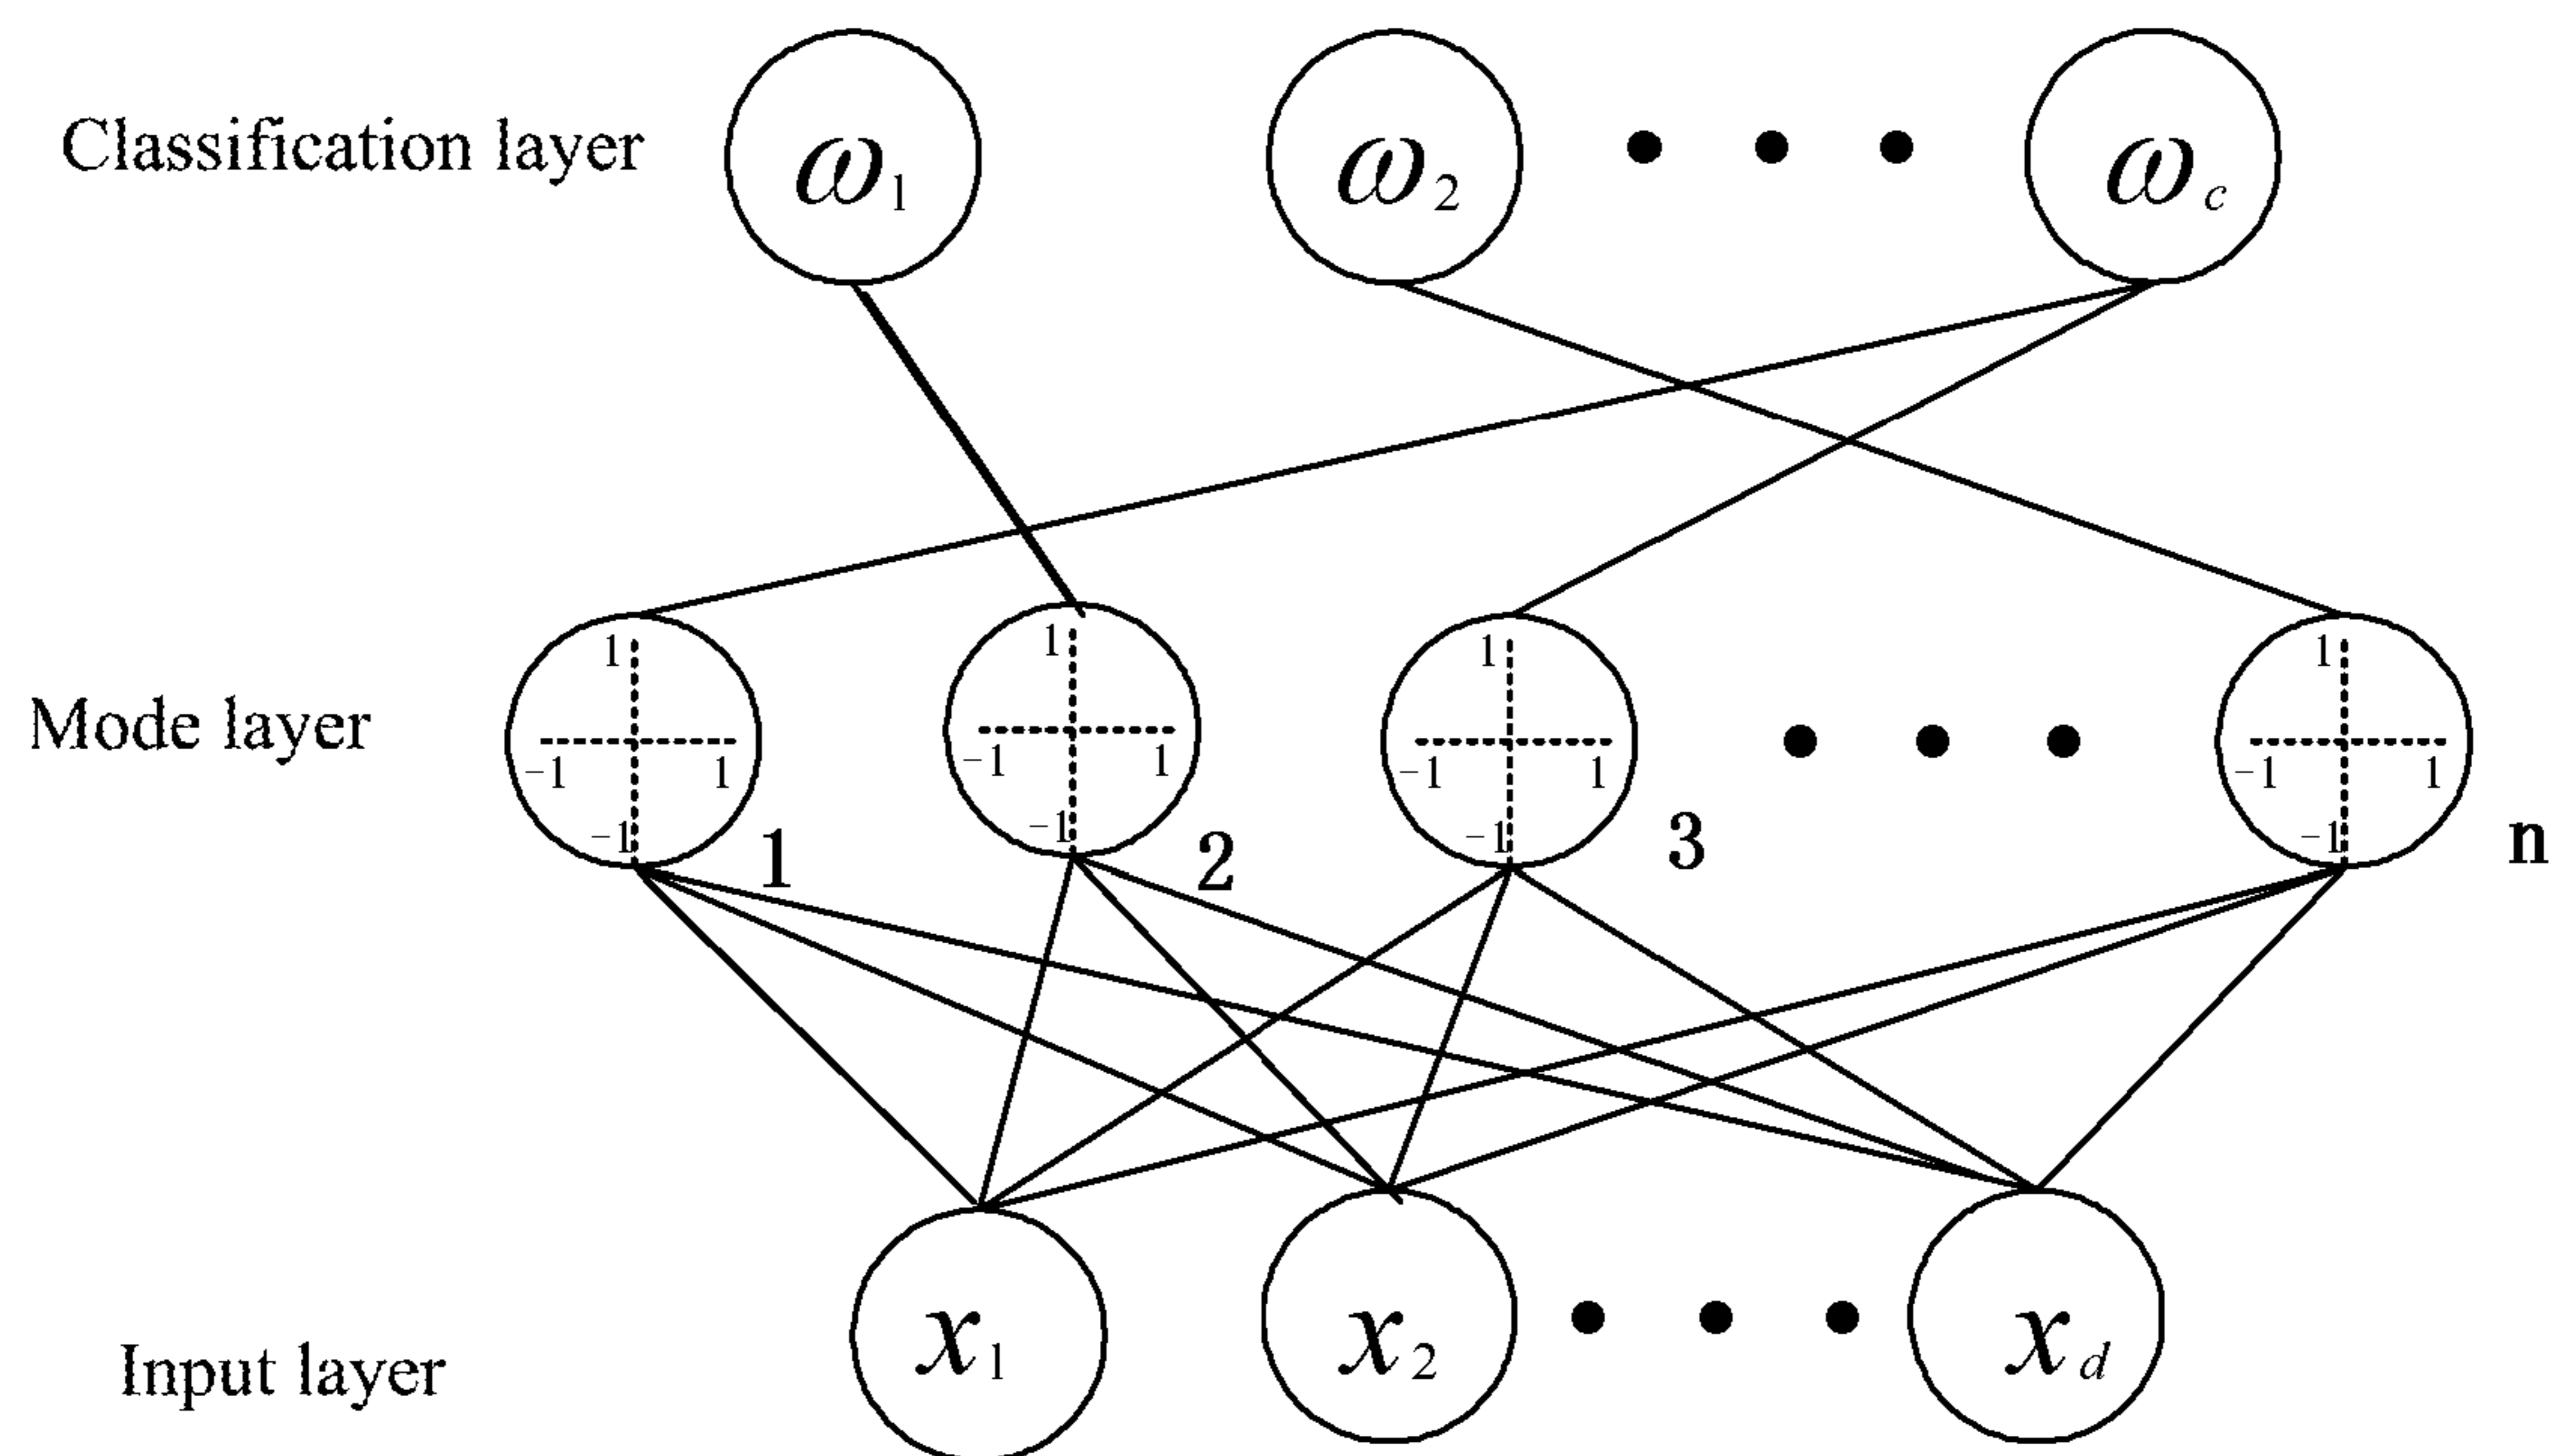 Classification layer ω1 ω2 • • • ωc
Mode layer
1 -1 1 -1 1
1 -1 1 -1 2
1 -1 1 -1 3
• • •
1 -1 1 -1 n
Input layer x1 x2 • • • xd